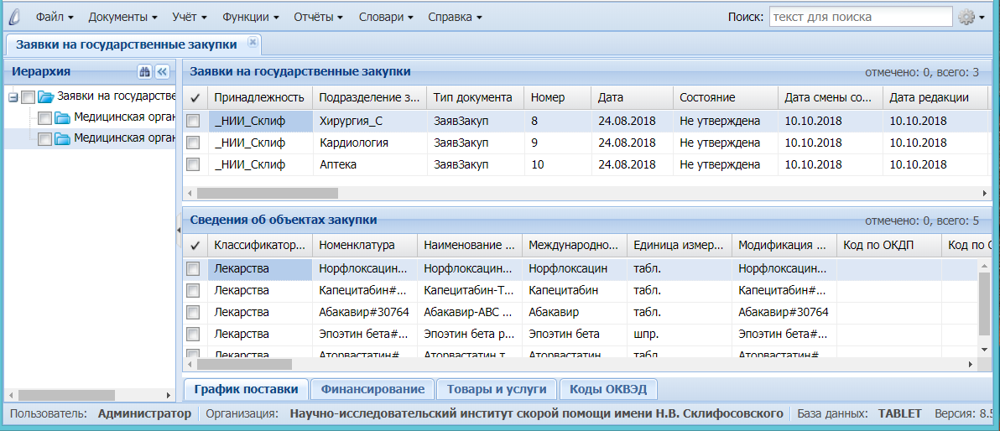 Файл Документы Учёт Функции Отчёты Словари Справка Поиск: текст для поиска
Заявки на государственные закупки
Иерархия
Заявки на государстве
Медицинская орган
Медицинская орган
Заявки на государственные закупки отмечено: 0, всего: 3
Принадлежность Подразделение з... Тип документа Номер Дата Состояние Дата смены со... Дата редакции
_НИИ_Склиф Хирургия_С ЗаявЗакуп 8 24.08.2018 Не утверждена 10.10.2018 10.10.2018
_НИИ_Склиф Кардиология ЗаявЗакуп 9 24.08.2018 Не утверждена 10.10.2018 10.10.2018
_НИИ_Склиф Аптека ЗаявЗакуп 10 24.08.2018 Не утверждена 10.10.2018 10.10.2018
Сведения об объектах закупки отмечено: 0, всего: 5
Классификатор... Номенклатура Наименование ... Международно... Единица измер... Модификация ... Код по ОКДП Код по О
Лекарства Норфлоксацин... Норфлоксацин... Норфлоксацин табл. Норфлоксацин...
Лекарства Капецитабин#... Капецитабин-Т... Капецитабин табл. Капецитабин#...
Лекарства Абакавир#30764 Абакавир-АВС ... Абакавир табл. Абакавир#30764
Лекарства Эпоэтин бета#... Эпоэтин бета р... Эпоэтин бета шпр. Эпоэтин бета#...
Лекарства Аторвастатин#... Аторвастатин т... Аторвастатин табл. Аторвастатин#...
График поставки Финансирование Товары и услуги Коды ОКВЭД
Пользователь: Администратор Организация: Научно-исследовательский институт скорой помощи имени Н.В. Склифосовского База данных: TABLET Версия: 8.5